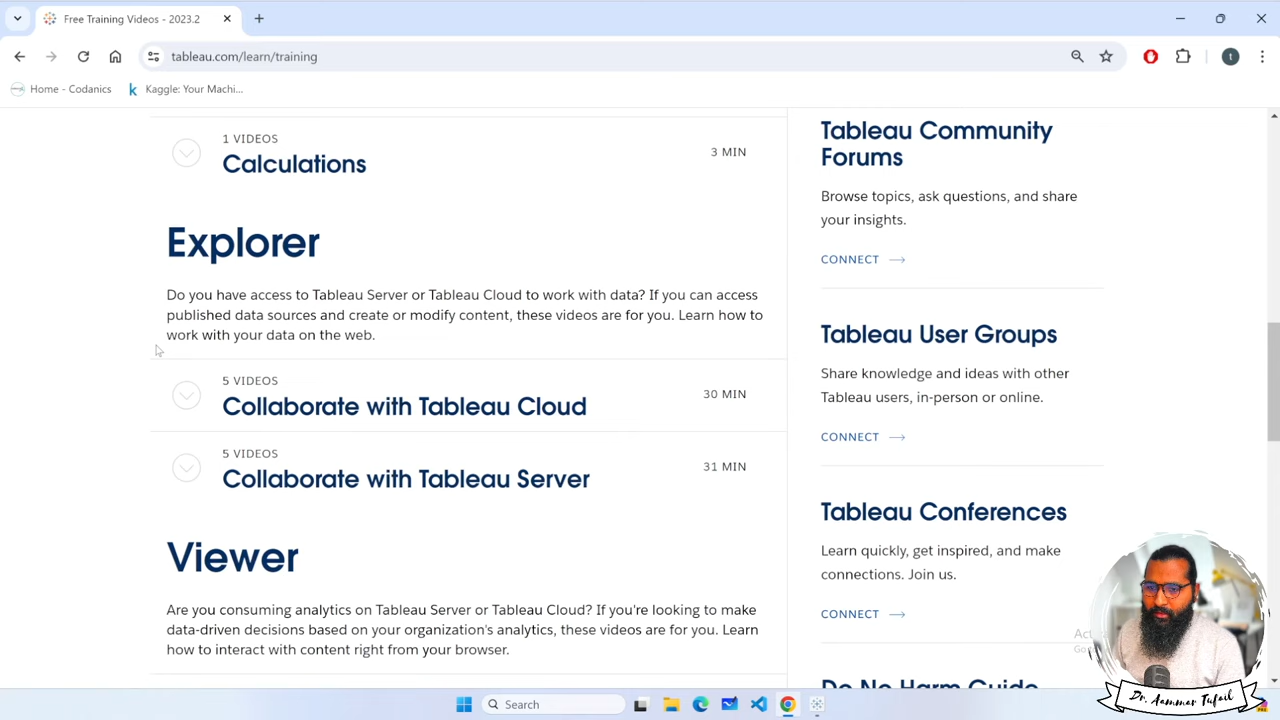 Free Training Videos - 2023.2
tableau.com/learn/training
Home - Codanics
Kaggle: Your Machi...
1 VIDEOS
Calculations
3 MIN
Explorer
Do you have access to Tableau Server or Tableau Cloud to work with data? If you can access
published data sources and create or modify content, these videos are for you. Learn how to
work with your data on the web.
5 VIDEOS
Collaborate with Tableau Cloud
30 MIN
5 VIDEOS
Collaborate with Tableau Server
31 MIN
Viewer
Are you consuming analytics on Tableau Server or Tableau Cloud? If you're looking to make
data-driven decisions based on your organization's analytics, these videos are for you. Learn
how to interact with content right from your browser.
Tableau Community
Forums
Browse topics, ask questions, and share
your insights.
CONNECT
Tableau User Groups
Share knowledge and ideas with other
Tableau users, in-person or online.
CONNECT
Tableau Conferences
Learn quickly, get inspired, and make
connections. Join us.
CONNECT
Do No Harm Guide
Dr. Aammar Tufail
Search
t